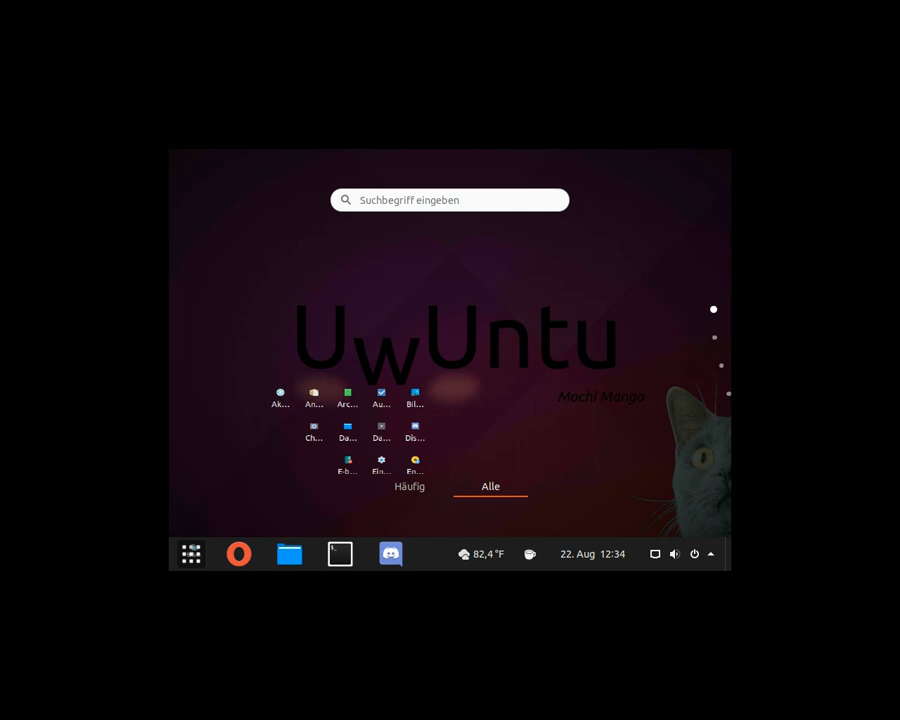 Suchbegriff eingeben
UwUntu
Mochi Mango
Ak... An... Arc... Au... Bil...
Ch... Da... Da... Dis...
E-b... Ein... En...
Häufig Alle
82,4 °F 22. Aug 12:34